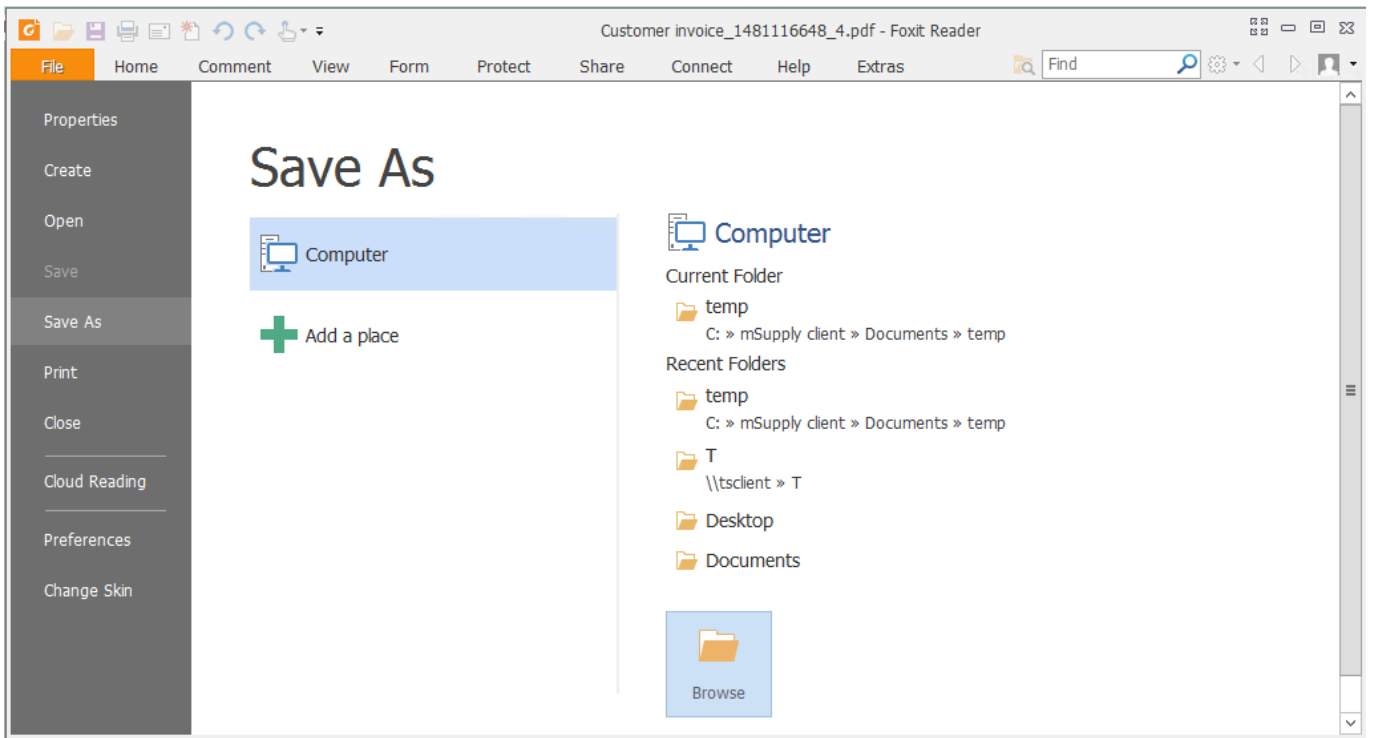 Customer invoice_1481116648_4.pdf - Foxit Reader
File Home Comment View Form Protect Share Connect Help Extras Find
Properties
Create
Open
Save
Save As
Print
Close
Cloud Reading
Preferences
Change Skin
Save As
Computer
Add a place
Computer
Current Folder
temp
C: » mSupply client » Documents » temp
Recent Folders
temp
C: » mSupply client » Documents » temp
T
\\tsclient » T
Desktop
Documents
Browse